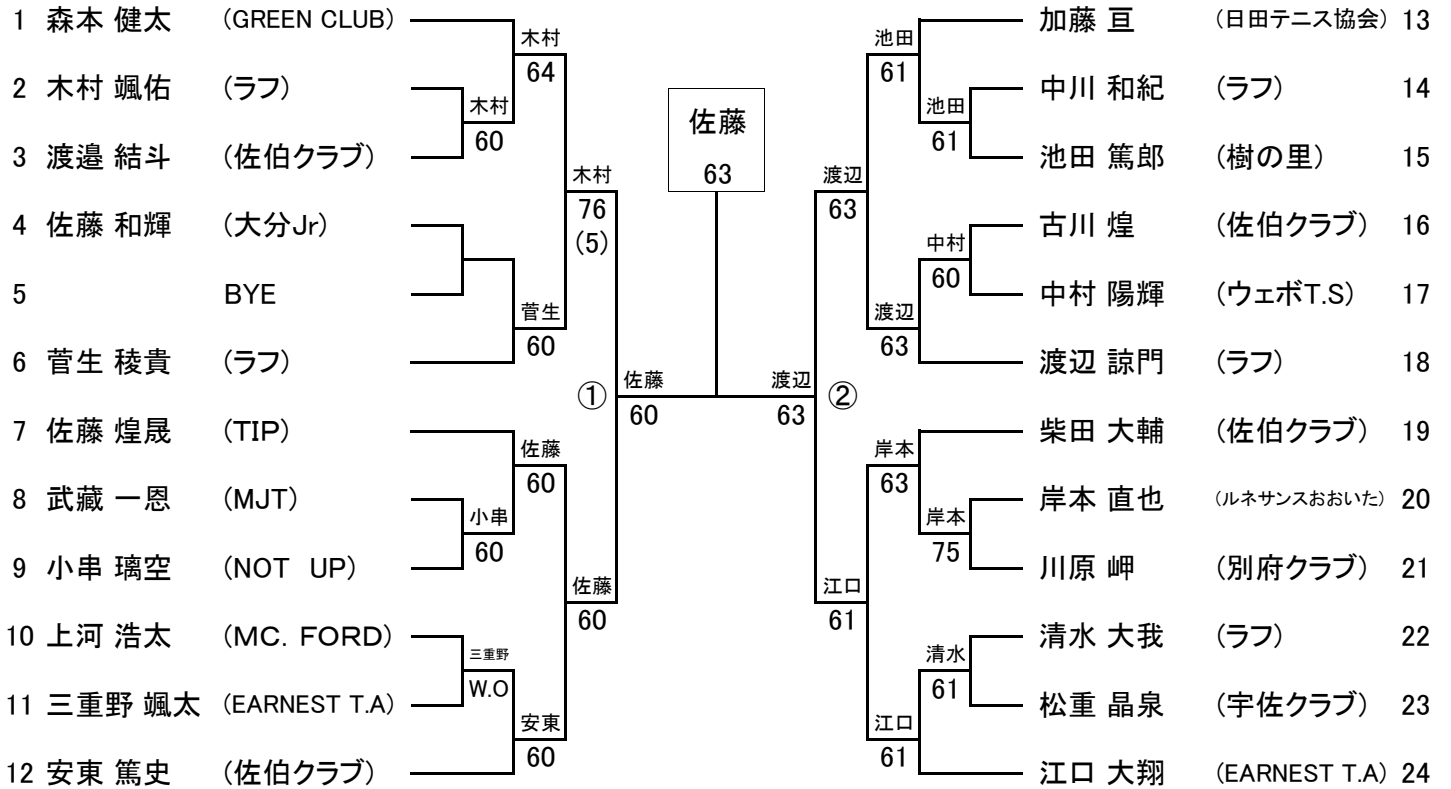 1 森本 健太 (GREEN CLUB)
2 木村 颯佑 (ラフ)
3 渡邉 結斗 (佐伯クラブ)
4 佐藤 和輝 (大分Jr)
5 BYE
6 菅生 稜貴 (ラフ)
7 佐藤 煌晟 (TIP)
8 武藏 一恩 (MJT)
9 小串 璃空 (NOT UP)
10 上河 浩太 (MC. FORD)
11 三重野 颯太 (EARNEST T.A)
12 安東 篤史 (佐伯クラブ)
木村
60
小串
60
三重野
W.O
木村
64
菅生
60
佐藤
60
安東
60
木村
76
(5)
佐藤
60
①
佐藤
60
佐藤
63
渡辺
63
②
渡辺
63
江口
61
池田
61
渡辺
63
岸本
63
江口
61
池田
61
中村
60
岸本
75
清水
61
加藤 亘 (日田テニス協会) 13
中川 和紀 (ラフ) 14
池田 篤郎 (樹の里) 15
古川 煌 (佐伯クラブ) 16
中村 陽輝 (ウェボT.S) 17
渡辺 諒門 (ラフ) 18
柴田 大輔 (佐伯クラブ) 19
岸本 直也 (ルネサンスおおいた) 20
川原 岬 (別府クラブ) 21
清水 大我 (ラフ) 22
松重 晶泉 (宇佐クラブ) 23
江口 大翔 (EARNEST T.A) 24